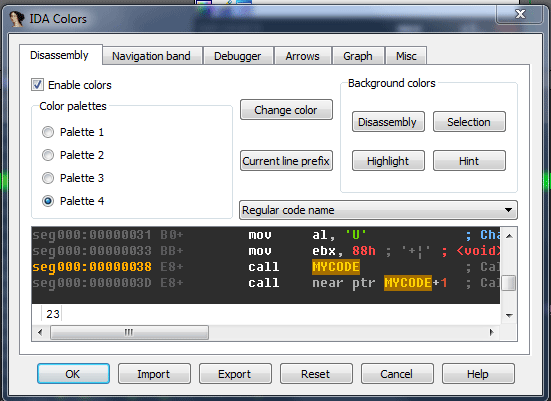 IDA Colors
Disassembly Navigation band Debugger Arrows Graph Misc
Enable colors
Color palettes
Palette 1
Palette 2
Palette 3
Palette 4
Change color
Current line prefix
Background colors
Disassembly Selection
Highlight Hint
Regular code name
seg000:00000031 B0+ mov al, 'U' ; Cha
seg000:00000033 BB+ mov ebx, 88h ; '+¦' ; <void>
seg000:00000038 E8+ call MYCODE ; Cal
seg000:0000003D E8+ call near ptr MYCODE+1 ; Cal
23
OK Import Export Reset Cancel Help